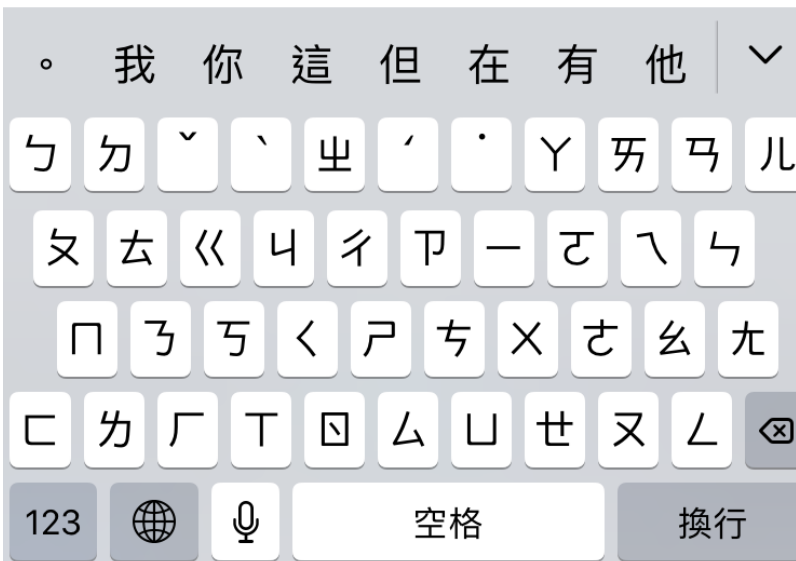 。 我 你 這 但 在 有 他
ㄅ ㄉ ˇ ˋ ㄓ ˊ ˙ ㄚ ㄞ ㄢ ㄦ
ㄆ ㄊ ㄍ ㄐ ㄔ ㄗ ㄧ ㄛ ㄟ ㄣ
ㄇ ㄋ ㄎ ㄑ ㄕ ㄘ ㄨ ㄜ ㄠ ㄤ
ㄈ ㄌ ㄏ ㄒ ㄖ ㄙ ㄩ ㄝ ㄡ ㄥ
123 空格 換行